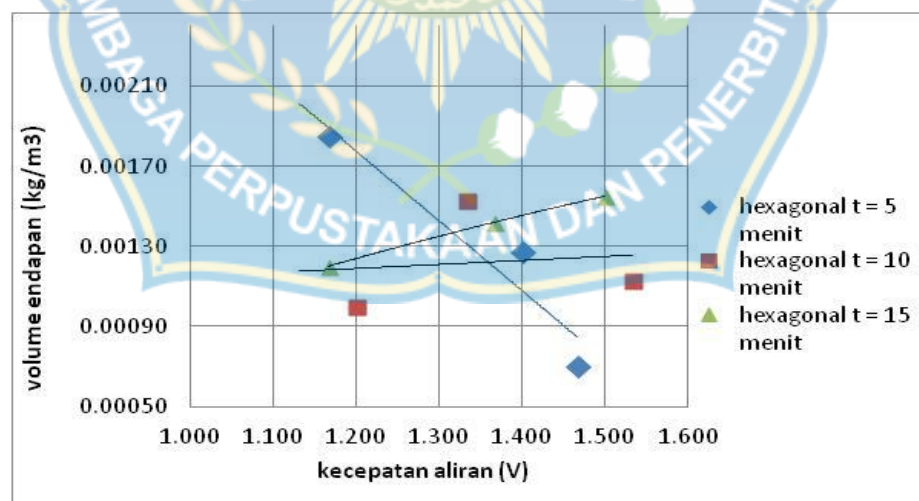 MBAGA PERPUSTAKAAN DAN PENERBIT
volume endapan (kg/m3)
0.00210
0.00170
0.00130
0.00090
0.00050
1.000 1.100 1.200 1.300 1.400 1.500 1.600
kecepatan aliran (V)
hexagonal t = 5
menit
hexagonal t = 10
menit
hexagonal t = 15
menit